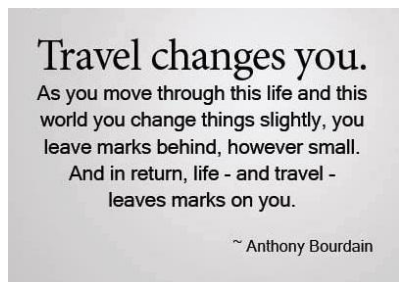 Travel changes you.
As you move through this life and this
world you change things slightly, you
leave marks behind, however small.
And in return, life - and travel -
leaves marks on you.
~ Anthony Bourdain